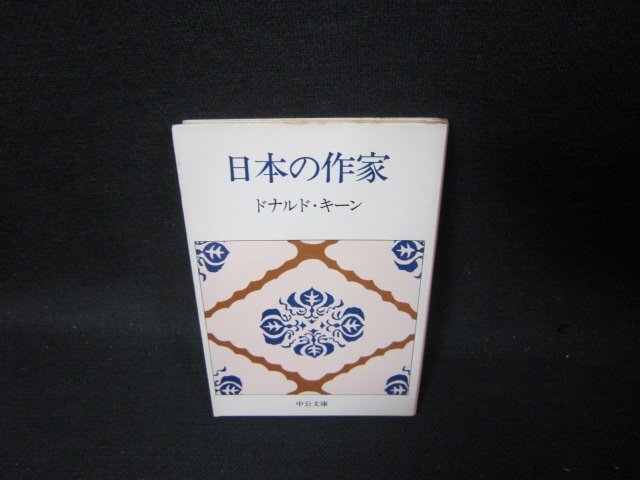 日本の作家
ドナルド・キーン
中公文庫